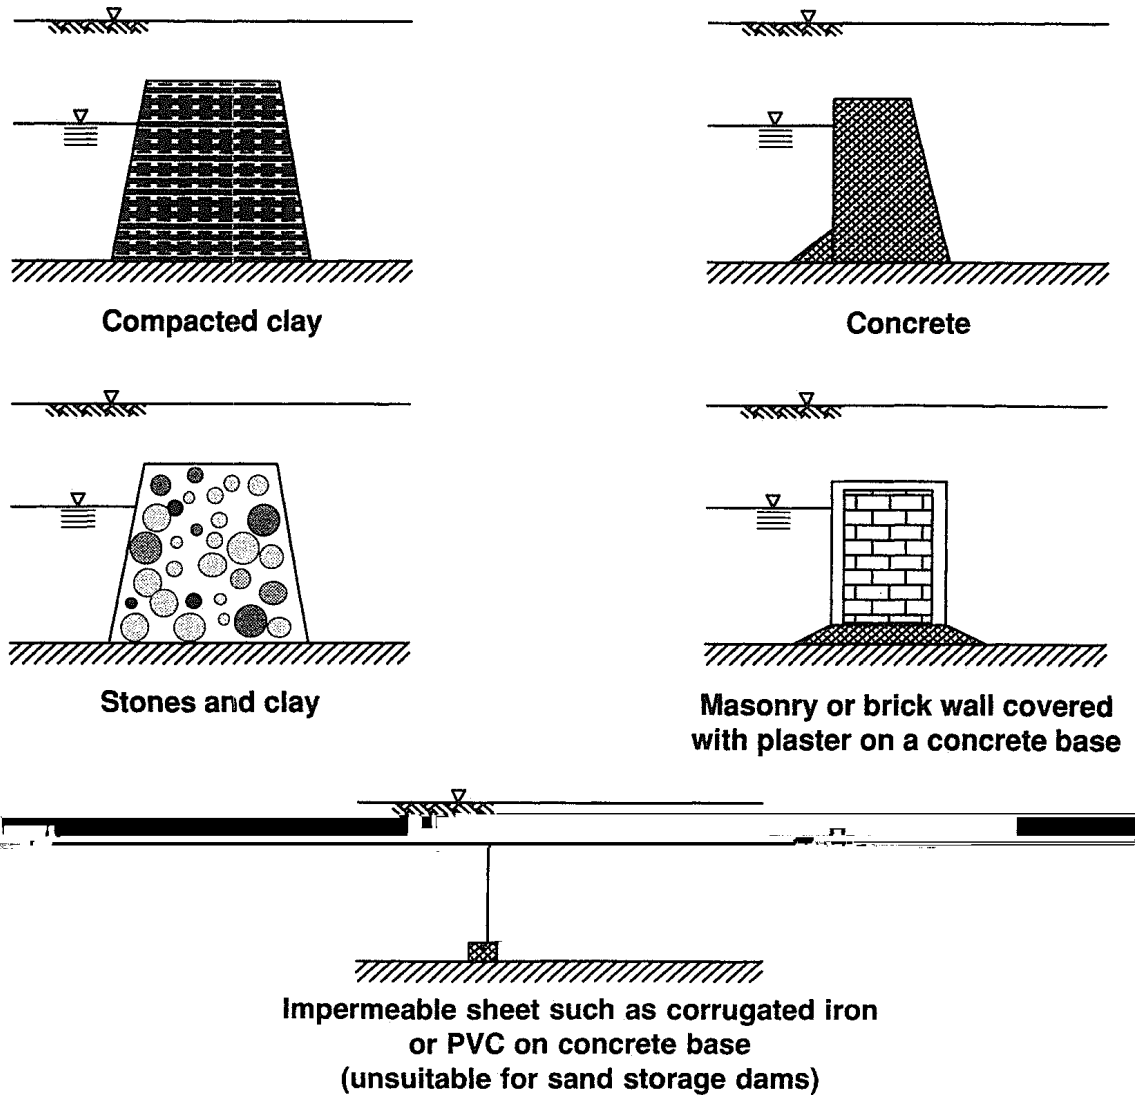 Compacted clay
Concrete
Stones and clay
Masonry or brick wall covered
with plaster on a concrete base
Impermeable sheet such as corrugated iron
or PVC on concrete base
(unsuitable for sand storage dams)